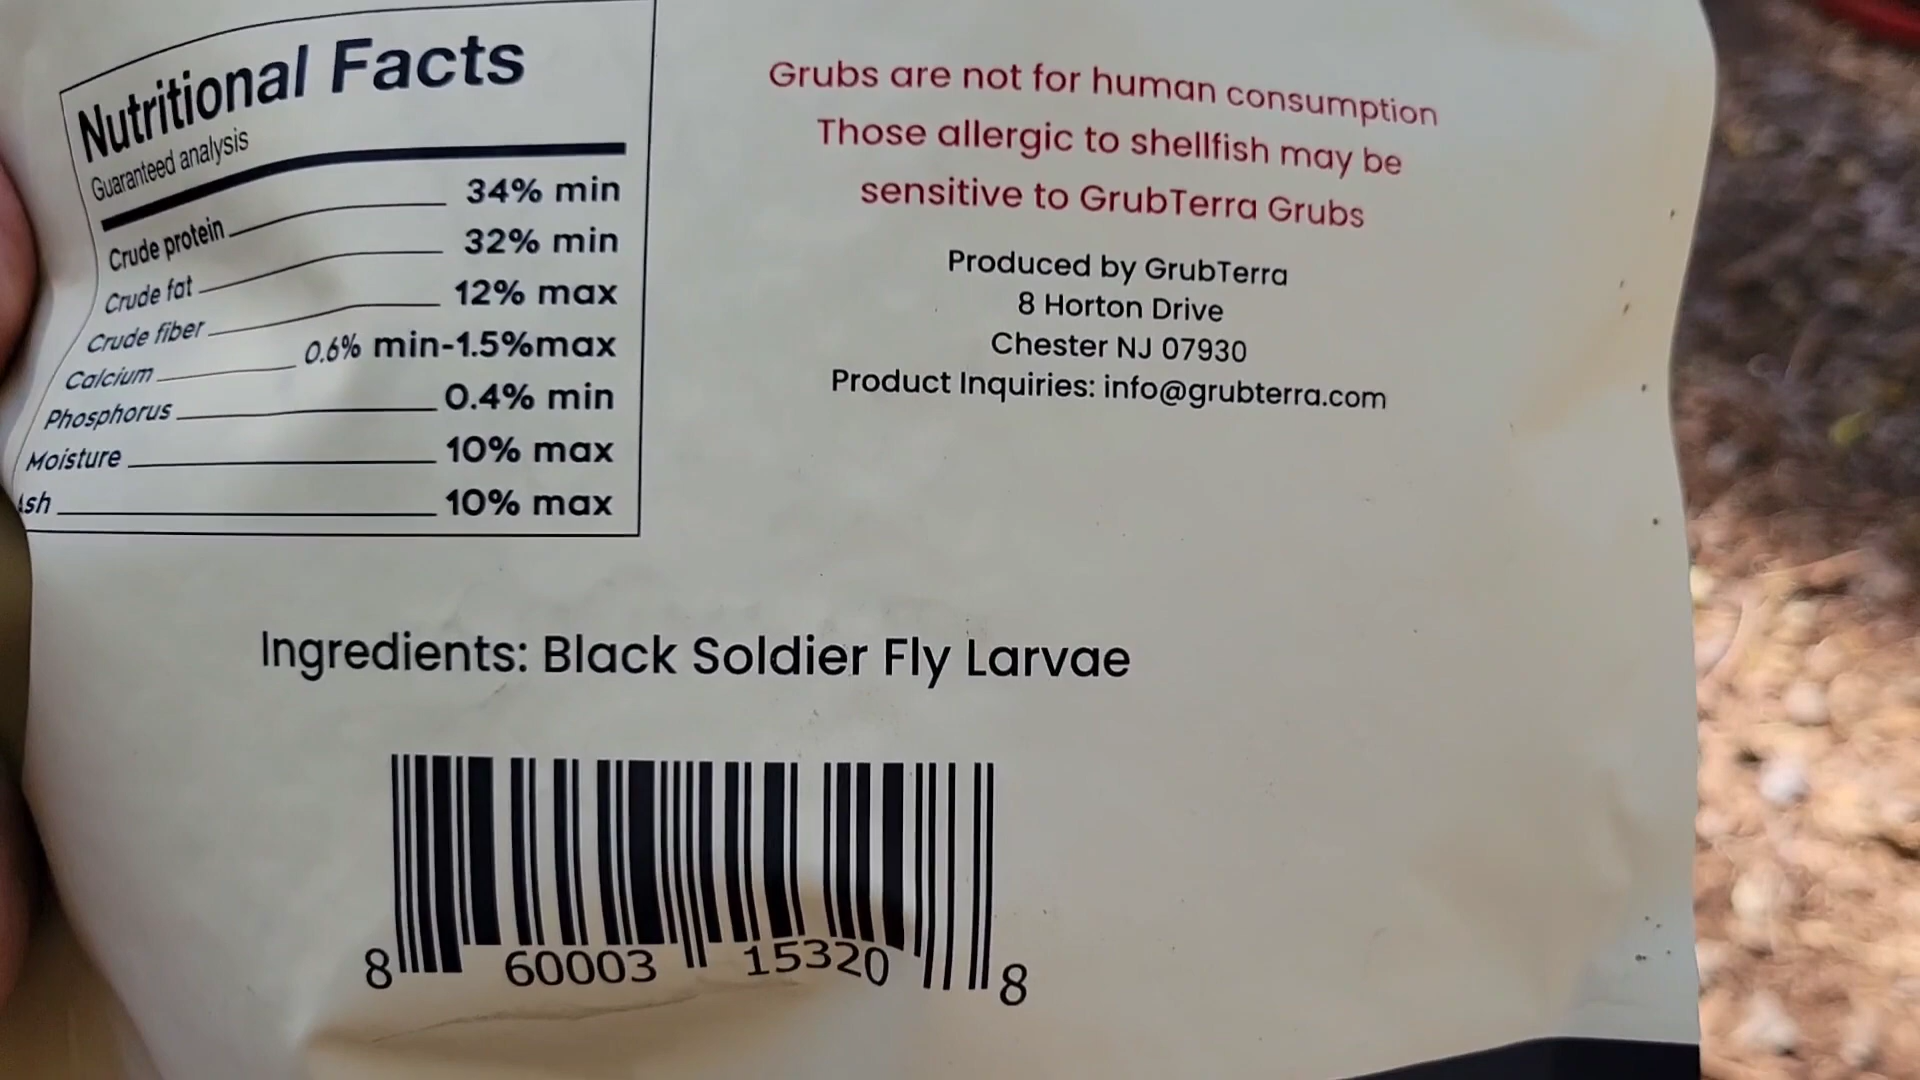 Nutritional Facts
Guaranteed analysis
Crude protein 34% min
Crude fat 32% min
Crude fiber 12% max
Calcium 0.6% min-1.5%max
Phosphorus 0.4% min
Moisture 10% max
Ash 10% max
Grubs are not for human consumption
Those allergic to shellfish may be
sensitive to GrubTerra Grubs
Produced by GrubTerra
8 Horton Drive
Chester NJ 07930
Product Inquiries: info@grubterra.com
Ingredients: Black Soldier Fly Larvae
8 60003 15320 8